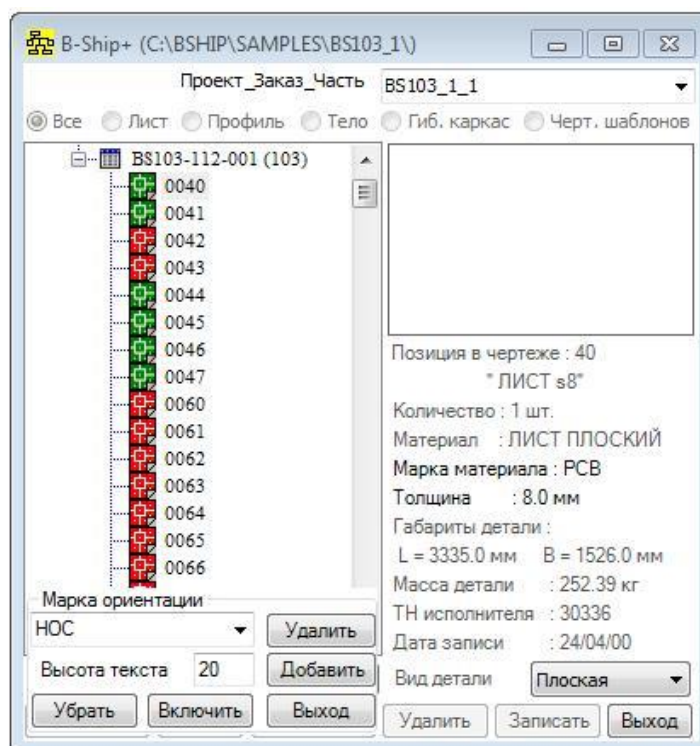 B-Ship+ (C:\BSHIP\SAMPLES\BS103_1\)
Проект_Заказ_Часть BS103_1_1
Все Лист Профиль Тело Гиб. каркас Черт. шаблонов
BS103-112-001 (103)
0040
0041
0042
0043
0044
0045
0046
0047
0060
0061
0062
0063
0064
0065
0066
Марка ориентации
НОС Удалить
Высота текста 20 Добавить
Убрать Включить Выход
Позиция в чертеже : 40
" ЛИСТ s8"
Количество : 1 шт.
Материал : ЛИСТ ПЛОСКИЙ
Марка материала : РСВ
Толщина : 8.0 мм
Габариты детали :
L = 3335.0 мм B = 1526.0 мм
Масса детали : 252.39 кг
ТН исполнителя : 30336
Дата записи : 24/04/00
Вид детали Плоская
Удалить Записать Выход